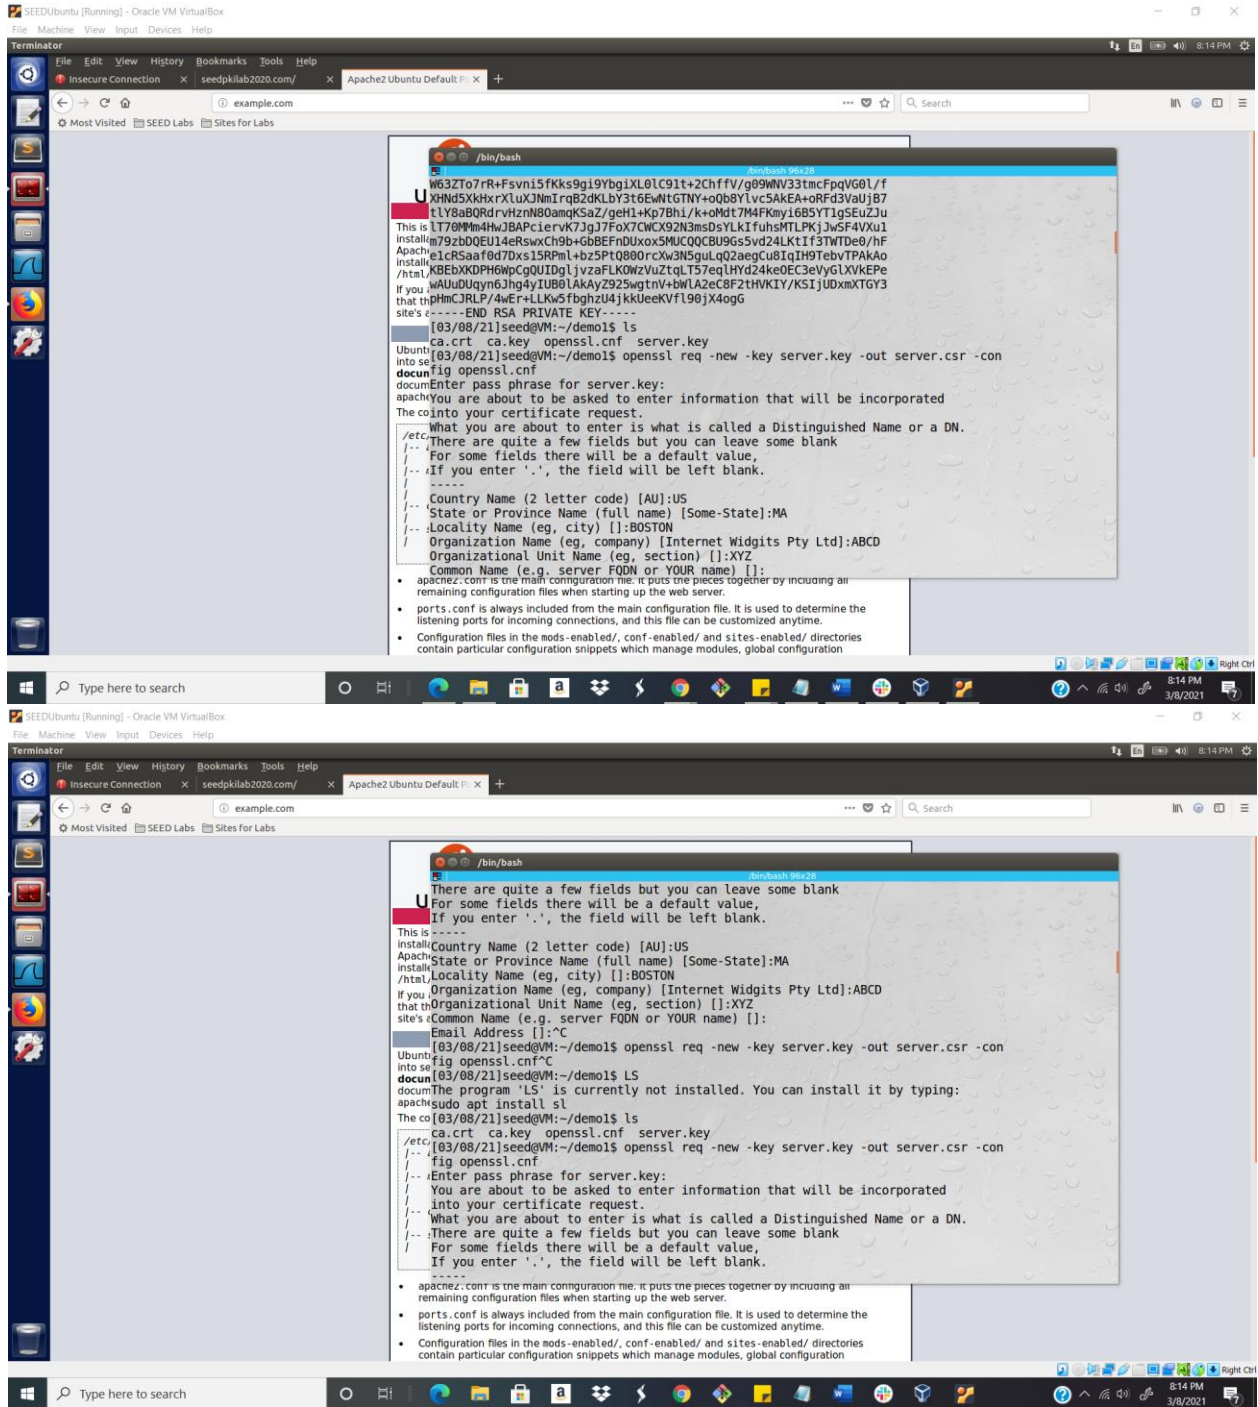 SEEDUbuntu [Running] - Oracle VM VirtualBox
File Machine View Input Devices Help
Terminator
En 8:14 PM
File Edit View History Bookmarks Tools Help
Insecure Connection × seedpkilab2020.com/ × Apache2 Ubuntu Default P × +
example.com
Search
Most Visited SEED Labs Sites for Labs
/bin/bash
/bin/bash 96x28
-----END RSA PRIVATE KEY-----
[03/08/21]seed@VM:~/demo1$ ls
ca.crt ca.key openssl.cnf server.key
[03/08/21]seed@VM:~/demo1$ openssl req -new -key server.key -out server.csr -con
fig openssl.cnf
Enter pass phrase for server.key:
You are about to be asked to enter information that will be incorporated
into your certificate request.
What you are about to enter is what is called a Distinguished Name or a DN.
There are quite a few fields but you can leave some blank
For some fields there will be a default value,
If you enter '.', the field will be left blank.
-----
Country Name (2 letter code) [AU]:US
State or Province Name (full name) [Some-State]:MA
Locality Name (eg, city) []:BOSTON
Organization Name (eg, company) [Internet Widgits Pty Ltd]:ABCD
Organizational Unit Name (eg, section) []:XYZ
Common Name (e.g. server FQDN or YOUR name) []:
apache2.conf is the main configuration file. It puts the pieces together by including all
remaining configuration files when starting up the web server.
ports.conf is always included from the main configuration file. It is used to determine the
listening ports for incoming connections, and this file can be customized anytime.
Configuration files in the mods-enabled/, conf-enabled/ and sites-enabled/ directories
contain particular configuration snippets which manage modules, global configuration
Right Ctrl
Type here to search
8:14 PM
3/8/2021
SEEDUbuntu [Running] - Oracle VM VirtualBox
File Machine View Input Devices Help
Terminator
En 8:14 PM
File Edit View History Bookmarks Tools Help
Insecure Connection × seedpkilab2020.com/ × Apache2 Ubuntu Default P × +
example.com
Search
Most Visited SEED Labs Sites for Labs
/bin/bash
/bin/bash 96x28
There are quite a few fields but you can leave some blank
For some fields there will be a default value,
If you enter '.', the field will be left blank.
-----
Country Name (2 letter code) [AU]:US
State or Province Name (full name) [Some-State]:MA
Locality Name (eg, city) []:BOSTON
Organization Name (eg, company) [Internet Widgits Pty Ltd]:ABCD
Organizational Unit Name (eg, section) []:XYZ
Common Name (e.g. server FQDN or YOUR name) []:
Email Address []:^C
[03/08/21]seed@VM:~/demo1$ openssl req -new -key server.key -out server.csr -con
fig openssl.cnf^C
[03/08/21]seed@VM:~/demo1$ LS
The program 'LS' is currently not installed. You can install it by typing:
sudo apt install sl
[03/08/21]seed@VM:~/demo1$ ls
ca.crt ca.key openssl.cnf server.key
[03/08/21]seed@VM:~/demo1$ openssl req -new -key server.key -out server.csr -con
fig openssl.cnf
Enter pass phrase for server.key:
You are about to be asked to enter information that will be incorporated
into your certificate request.
What you are about to enter is what is called a Distinguished Name or a DN.
There are quite a few fields but you can leave some blank
For some fields there will be a default value,
If you enter '.', the field will be left blank.
-----
apache2.conf is the main configuration file. It puts the pieces together by including all
remaining configuration files when starting up the web server.
ports.conf is always included from the main configuration file. It is used to determine the
listening ports for incoming connections, and this file can be customized anytime.
Configuration files in the mods-enabled/, conf-enabled/ and sites-enabled/ directories
contain particular configuration snippets which manage modules, global configuration
Right Ctrl
Type here to search
8:14 PM
3/8/2021